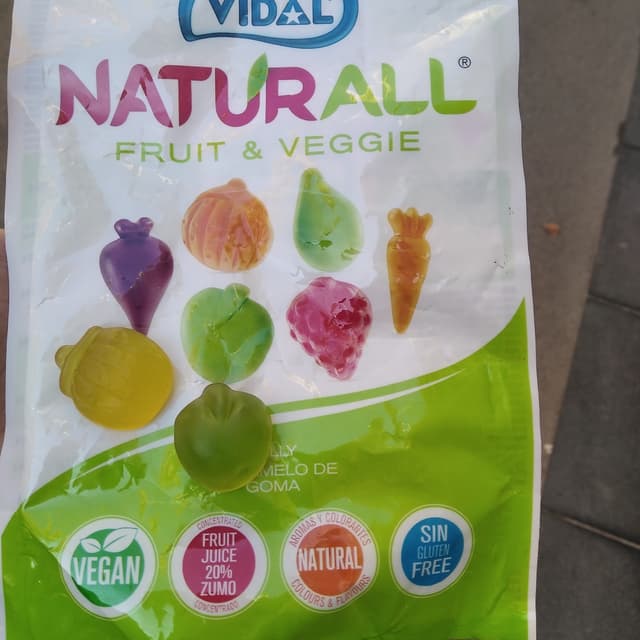 VIDAL
NATURALL®
FRUIT & VEGGIE
MELO DE
GOMA
VEGAN
CONCENTRATED
FRUIT
JUICE
20%
ZUMO
CONCENTRADO
AROMAS Y COLORANTES
NATURAL
COLOURS & FLAVOURS
SIN
GLUTEN
FREE